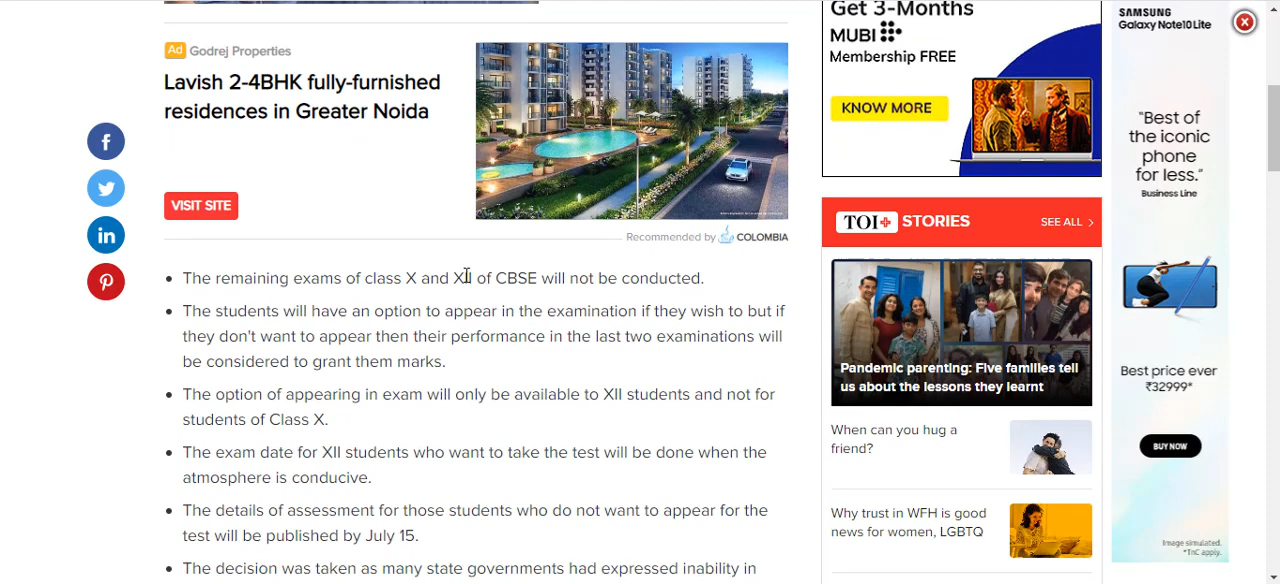 Ad Godrej Properties
Lavish 2-4BHK fully-furnished
residences in Greater Noida
VISIT SITE
Recommended by COLOMBIA
The remaining exams of class X and XII of CBSE will not be conducted.
The students will have an option to appear in the examination if they wish to but if
they don't want to appear then their performance in the last two examinations will
be considered to grant them marks.
The option of appearing in exam will only be available to XII students and not for
students of Class X.
The exam date for XII students who want to take the test will be done when the
atmosphere is conducive.
The details of assessment for those students who do not want to appear for the
test will be published by July 15.
The decision was taken as many state governments had expressed inability in
Get 3-Months
MUBI
Membership FREE
KNOW MORE
TOI+ STORIES
SEE ALL
Pandemic parenting: Five families tell
us about the lessons they learnt
When can you hug a
friend?
Why trust in WFH is good
news for women, LGBTQ
SAMSUNG
Galaxy Note10Lite
"Best of
the iconic
phone
for less."
Business Line
Best price ever
₹32999*
BUY NOW
Image simulated.
*TnC apply.